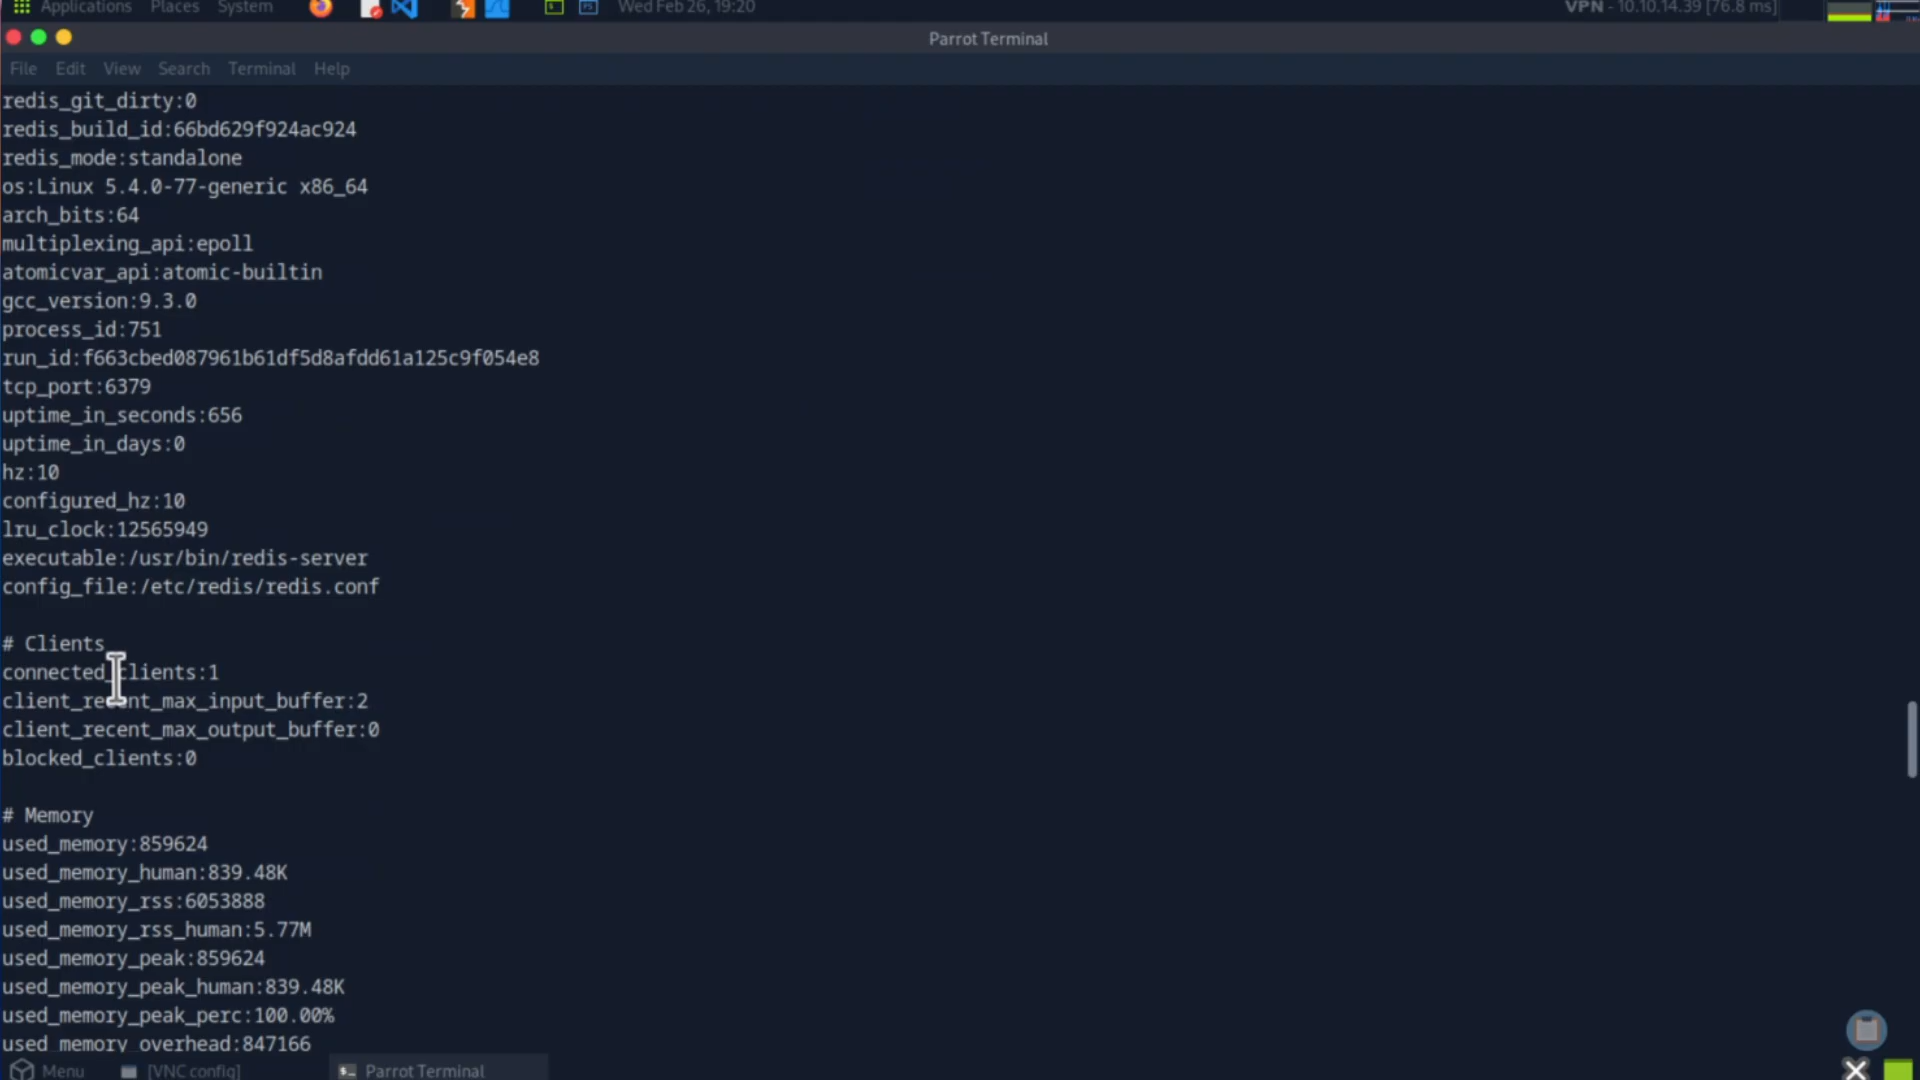 Applications Places System Wed Feb 26, 19:20 VPN - 10.10.14.39 [76.8 ms]
Parrot Terminal
File Edit View Search Terminal Help
redis_git_dirty:0
redis_build_id:66bd629f924ac924
redis_mode:standalone
os:Linux 5.4.0-77-generic x86_64
arch_bits:64
multiplexing_api:epoll
atomicvar_api:atomic-builtin
gcc_version:9.3.0
process_id:751
run_id:f663cbed087961b61df5d8afdd61a125c9f054e8
tcp_port:6379
uptime_in_seconds:656
uptime_in_days:0
hz:10
configured_hz:10
lru_clock:12565949
executable:/usr/bin/redis-server
config_file:/etc/redis/redis.conf
# Clients
connected_clients:1
client_recent_max_input_buffer:2
client_recent_max_output_buffer:0
blocked_clients:0
# Memory
used_memory:859624
used_memory_human:839.48K
used_memory_rss:6053888
used_memory_rss_human:5.77M
used_memory_peak:859624
used_memory_peak_human:839.48K
used_memory_peak_perc:100.00%
used_memory_overhead:847166
Menu [VNC config] Parrot Terminal